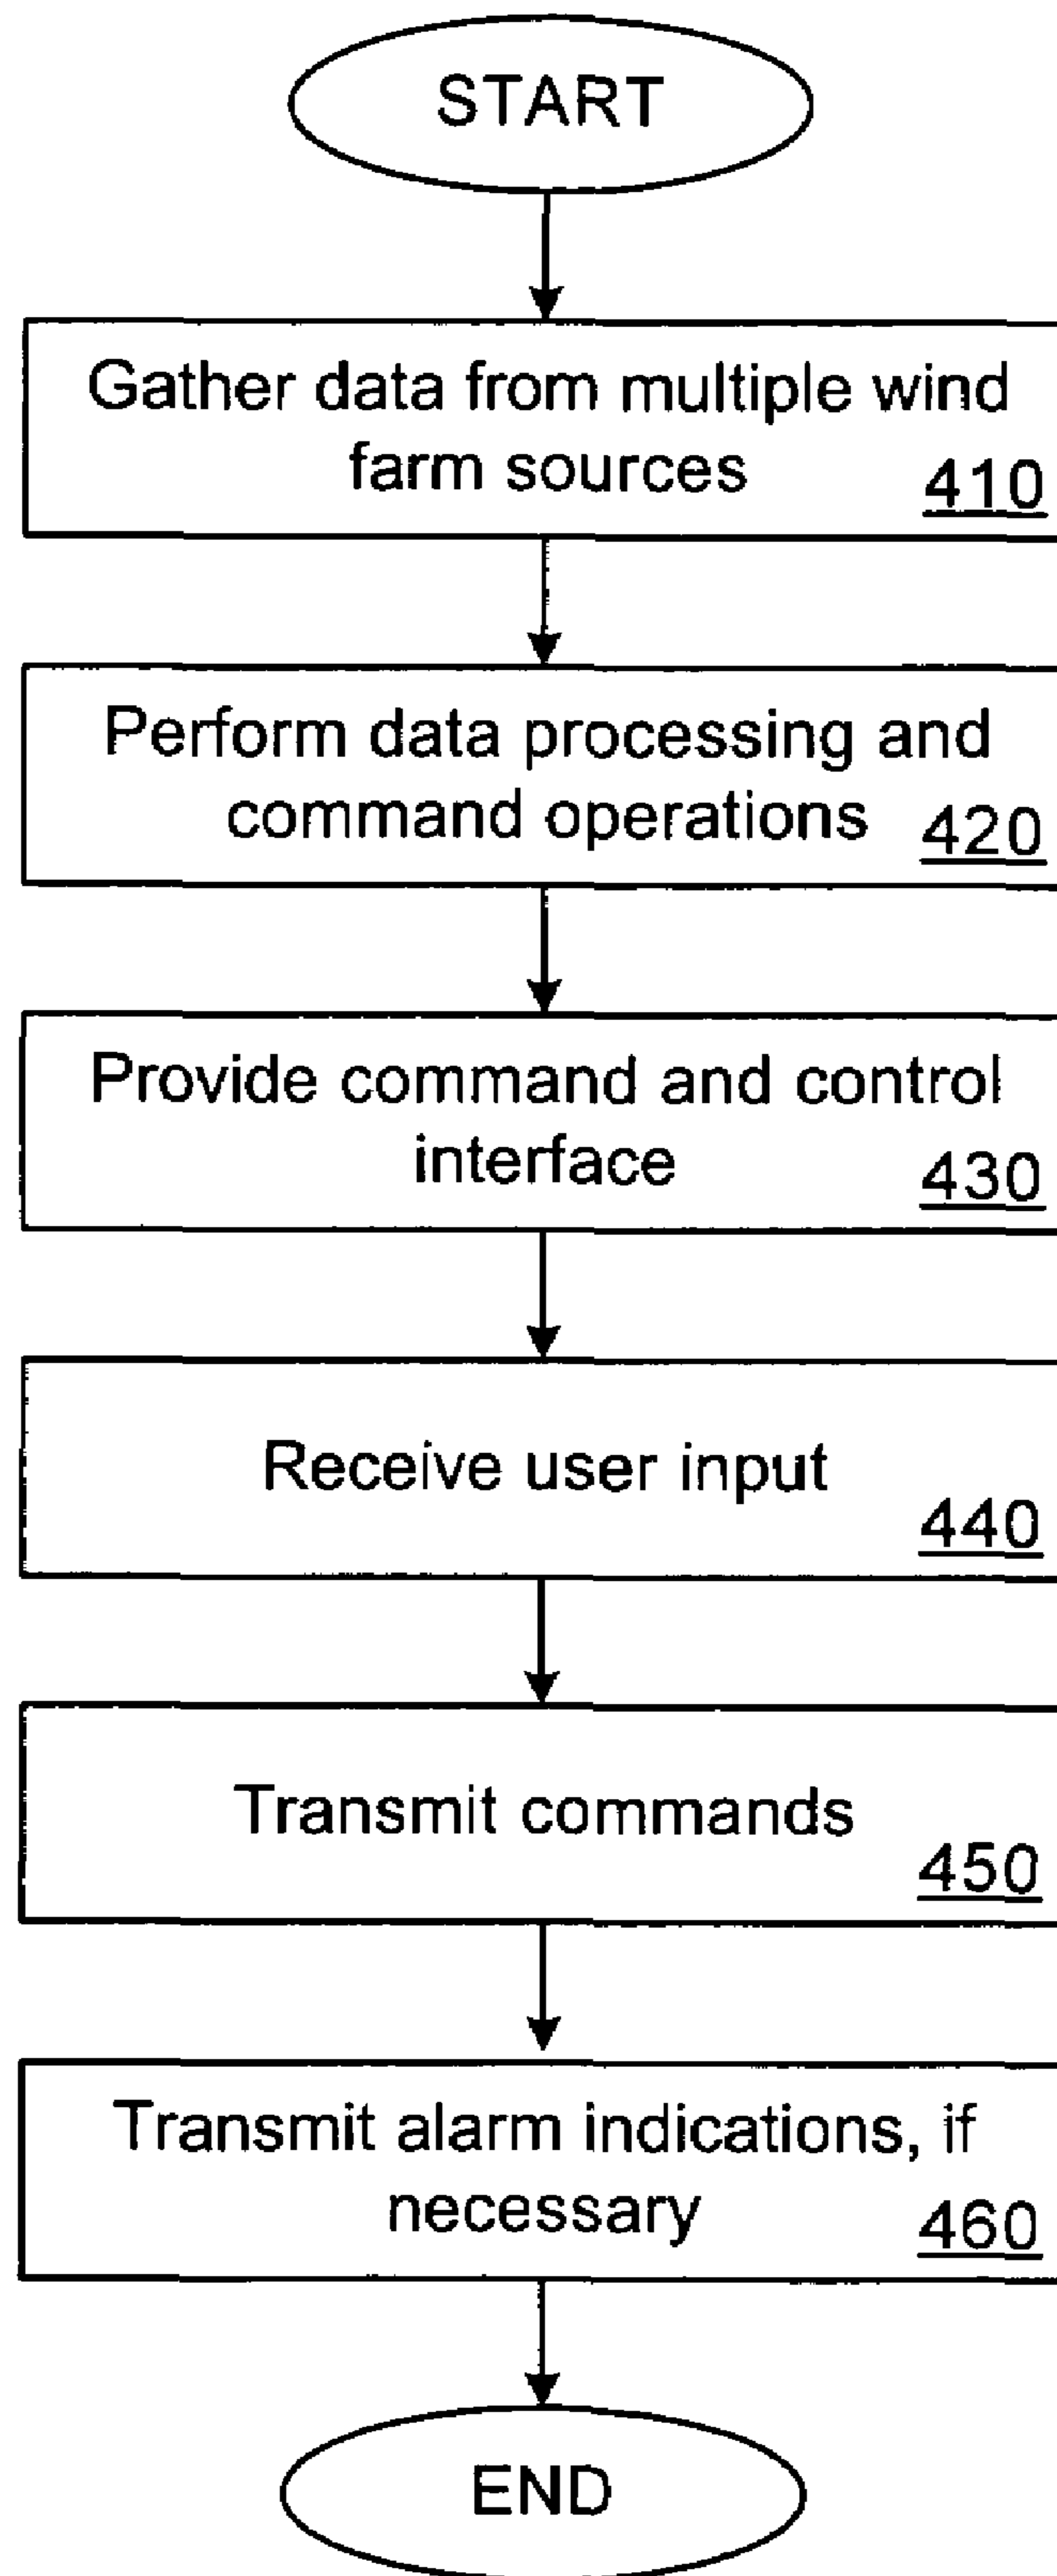 START
Gather data from multiple wind
farm sources
410
Perform data processing and
command operations
420
Provide command and control
interface
430
Receive user input
440
Transmit commands
450
Transmit alarm indications, if
necessary
460
END